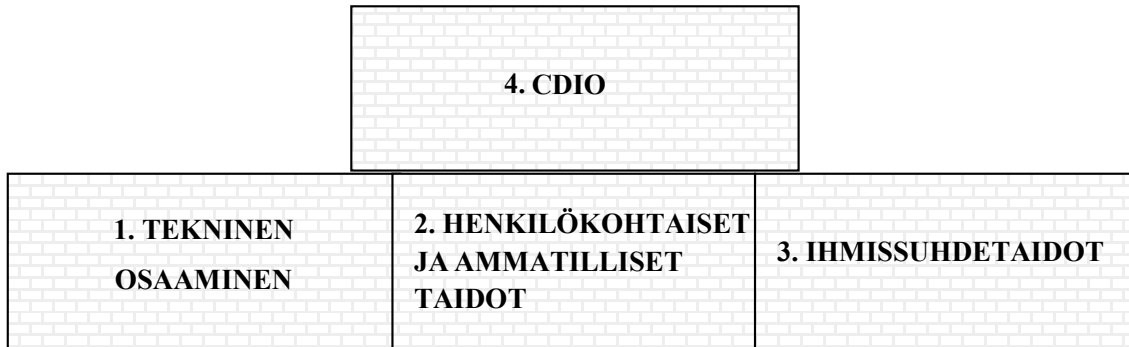 4. CDIO
1. TEKNINEN
OSAAMINEN
2. HENKILÖKOHTAISET
JA AMMATILLISET
TAIDOT
3. IHMISSUHDETAIDOT